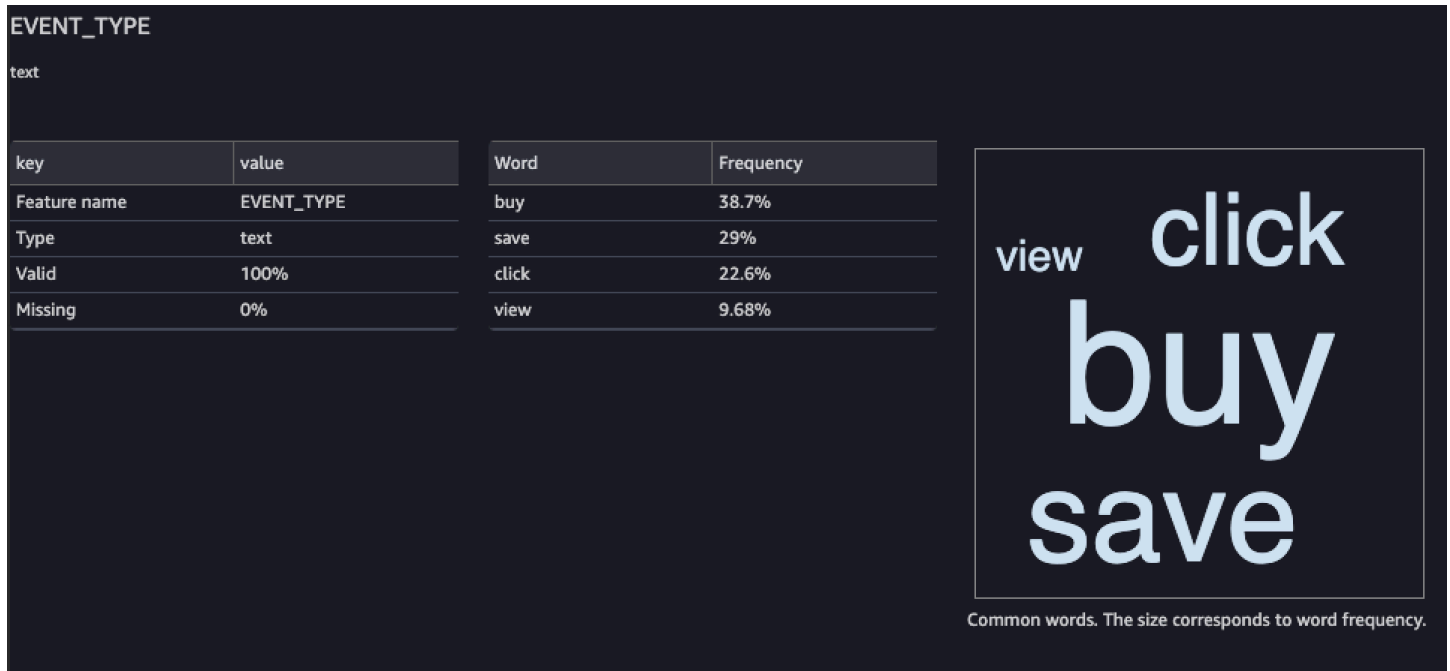 EVENT_TYPE
text
key value
Feature name EVENT_TYPE
Type text
Valid 100%
Missing 0%
Word Frequency
buy 38.7%
save 29%
click 22.6%
view 9.68%
click
view
buy
save
Common words. The size corresponds to word frequency.